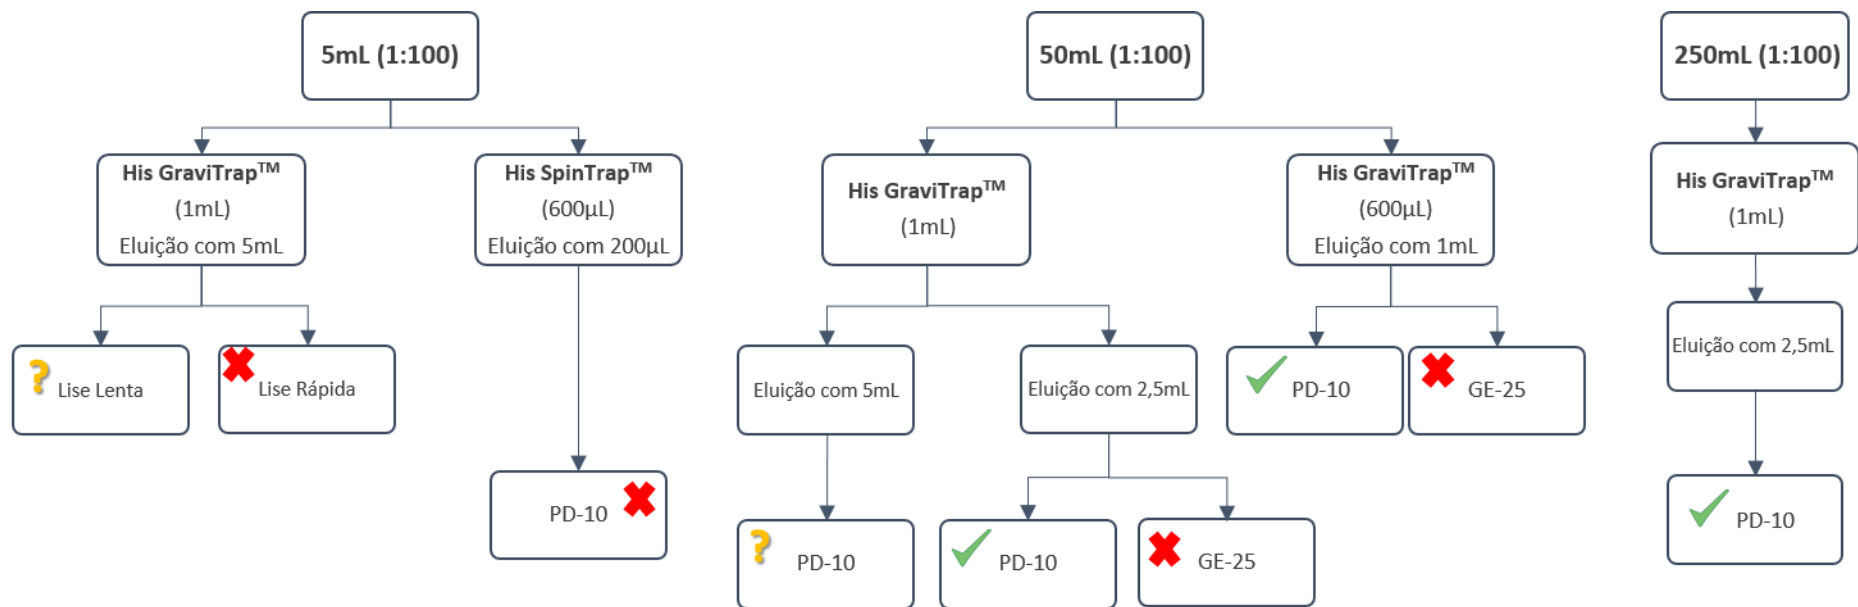 5mL (1:100)
50mL (1:100)
250mL (1:100)
His GraviTrap™
(1mL)
Eluição com 5mL
His SpinTrap™
(600µL)
Eluição com 200µL
His GraviTrap™
(1mL)
His GraviTrap™
(600µL)
Eluição com 1mL
His GraviTrap™
(1mL)
? Lise Lenta
Lise Rápida
Eluição com 5mL
Eluição com 2,5mL
PD-10
GE-25
Eluição com 2,5mL
PD-10
? PD-10
PD-10
GE-25
PD-10